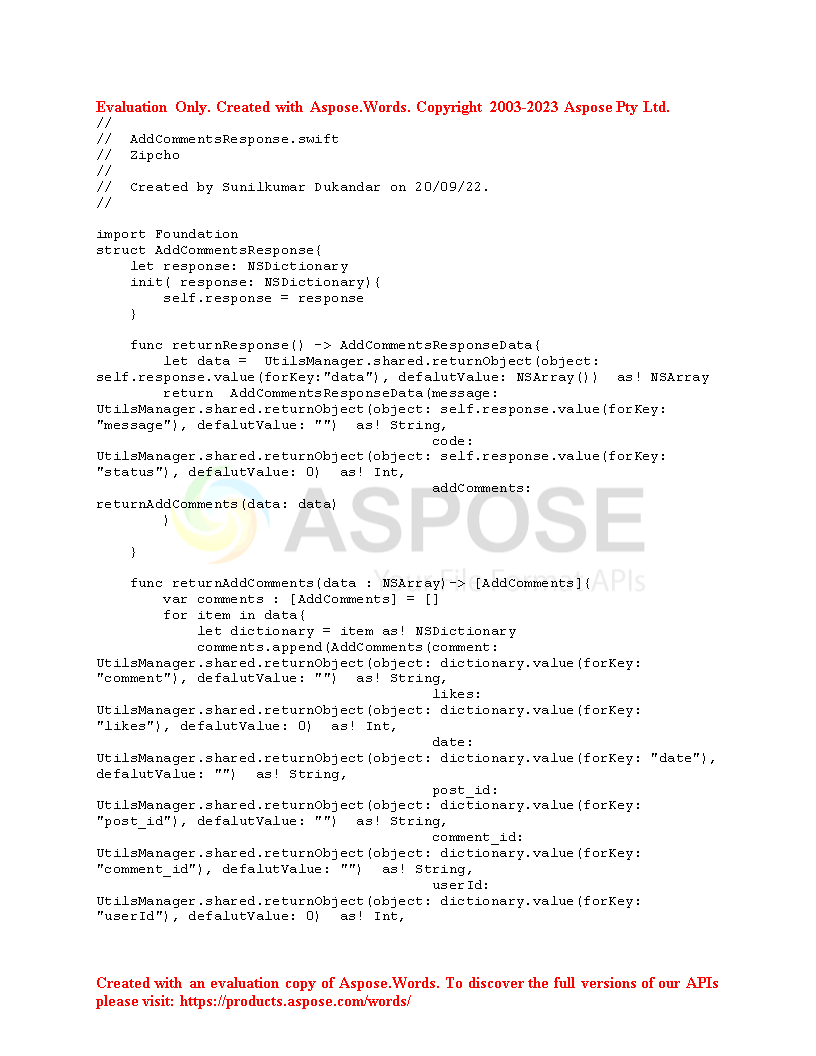 Evaluation Only. Created with Aspose.Words. Copyright 2003-2023 Aspose Pty Ltd.
//
//  AddCommentsResponse.swift
//  Zipcho
//
//  Created by Sunilkumar Dukandar on 20/09/22.
//

import Foundation
struct AddCommentsResponse{
    let response: NSDictionary
    init( response: NSDictionary){
        self.response = response
    }

    func returnResponse() -> AddCommentsResponseData{
        let data =  UtilsManager.shared.returnObject(object:
self.response.value(forKey:"data"), defalutValue: NSArray())  as! NSArray
        return  AddCommentsResponseData(message:
UtilsManager.shared.returnObject(object: self.response.value(forKey:
"message"), defalutValue: "")  as! String,
                                        code:
UtilsManager.shared.returnObject(object: self.response.value(forKey:
"status"), defalutValue: 0)  as! Int,
                                        addComments:
returnAddComments(data: data)
        )
ASPOSE
    }
Your File Format APIs

    func returnAddComments(data : NSArray)-> [AddComments]{
        var comments : [AddComments] = []
        for item in data{
            let dictionary = item as! NSDictionary
            comments.append(AddComments(comment:
UtilsManager.shared.returnObject(object: dictionary.value(forKey:
"comment"), defalutValue: "")  as! String,
                                        likes:
UtilsManager.shared.returnObject(object: dictionary.value(forKey:
"likes"), defalutValue: 0)  as! Int,
                                        date:
UtilsManager.shared.returnObject(object: dictionary.value(forKey: "date"),
defalutValue: "")  as! String,
                                        post_id:
UtilsManager.shared.returnObject(object: dictionary.value(forKey:
"post_id"), defalutValue: "")  as! String,
                                        comment_id:
UtilsManager.shared.returnObject(object: dictionary.value(forKey:
"comment_id"), defalutValue: "")  as! String,
                                        userId:
UtilsManager.shared.returnObject(object: dictionary.value(forKey:
"userId"), defalutValue: 0)  as! Int,
Created with an evaluation copy of Aspose.Words. To discover the full versions of our APIs
please visit: https://products.aspose.com/words/